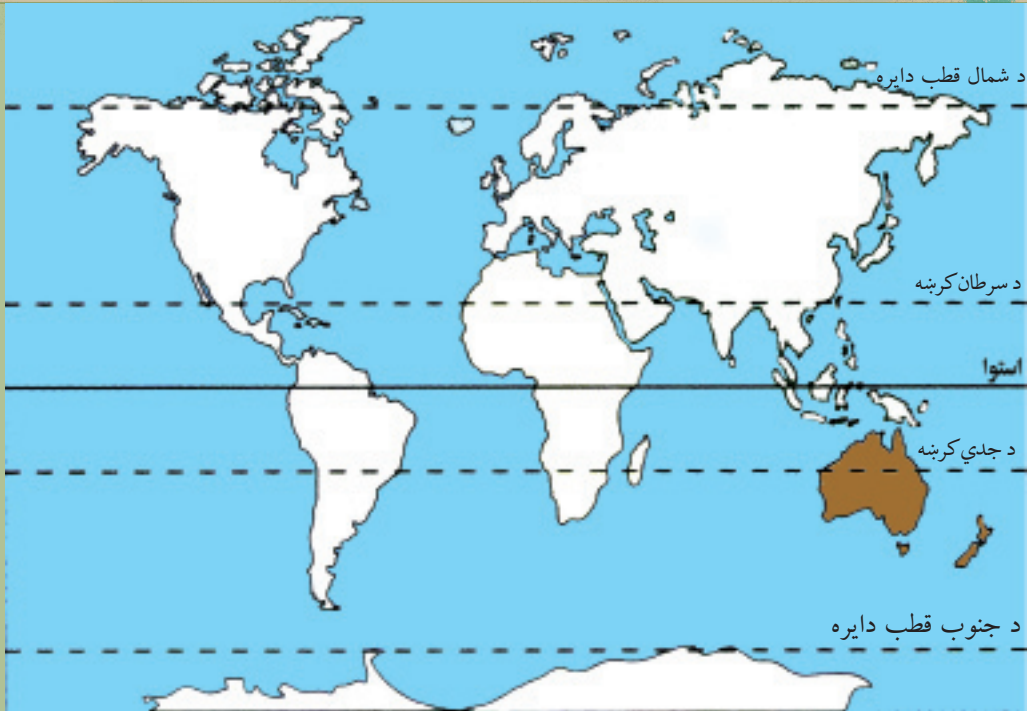 د شمال قطب دایره
د سرطان کرښه
استوا
د جدي کرښه
د جنوب قطب دایره